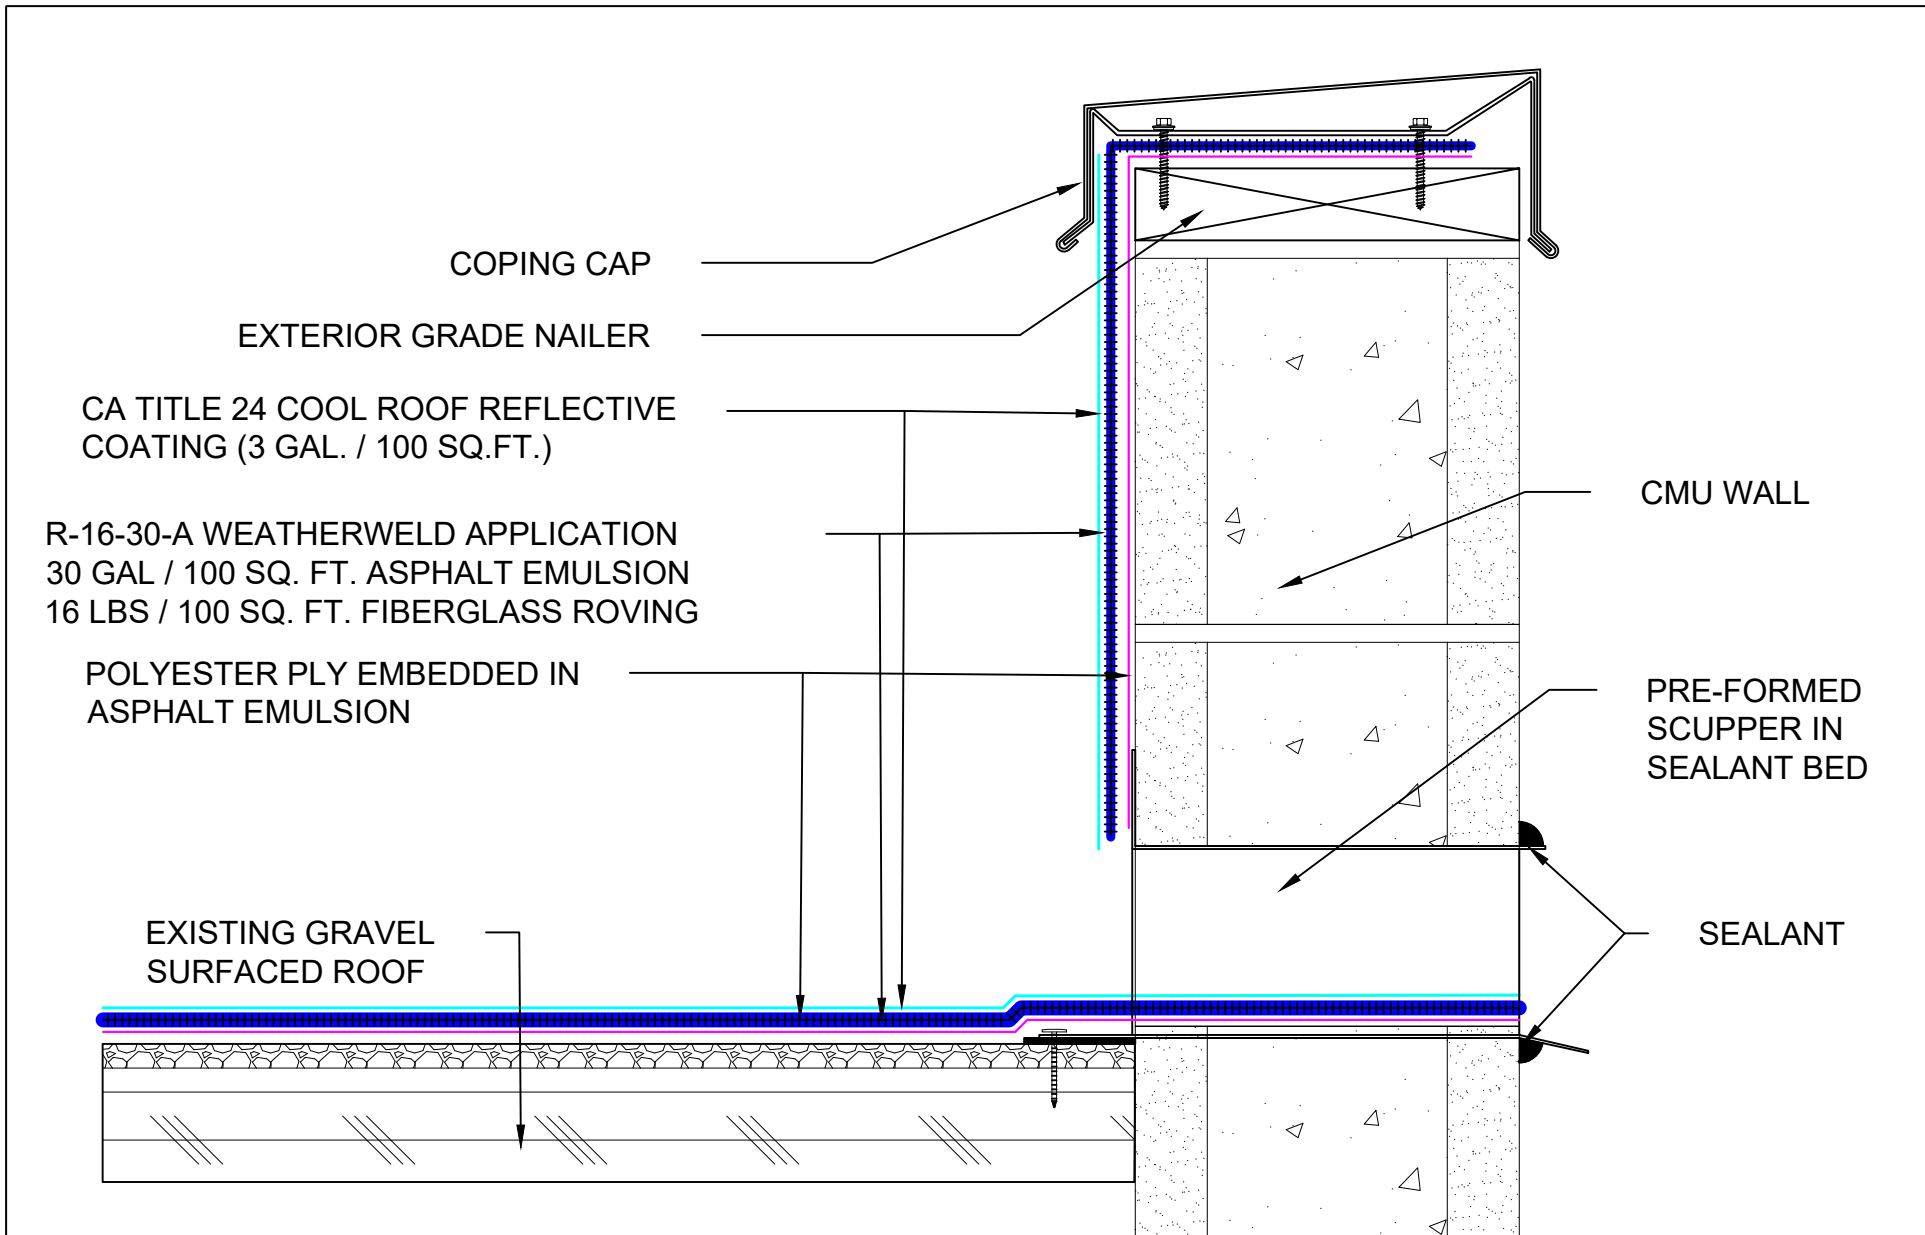 COPING CAP
EXTERIOR GRADE NAILER
CA TITLE 24 COOL ROOF REFLECTIVE
COATING (3 GAL. / 100 SQ.FT.)
R-16-30-A WEATHERWELD APPLICATION
30 GAL / 100 SQ. FT. ASPHALT EMULSION
16 LBS / 100 SQ. FT. FIBERGLASS ROVING
POLYESTER PLY EMBEDDED IN
ASPHALT EMULSION
EXISTING GRAVEL
SURFACED ROOF
CMU WALL
PRE-FORMED
SCUPPER IN
SEALANT BED
SEALANT